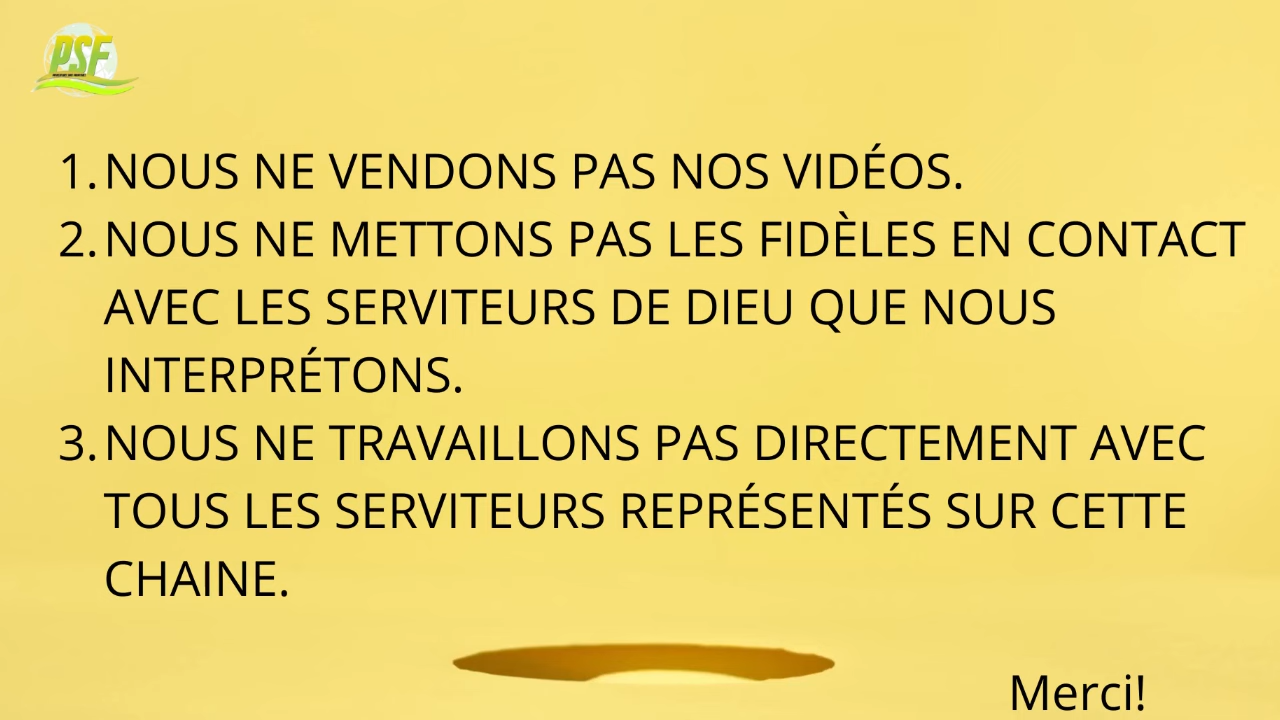 PSF
1. NOUS NE VENDONS PAS NOS VIDÉOS.
2. NOUS NE METTONS PAS LES FIDÈLES EN CONTACT
AVEC LES SERVITEURS DE DIEU QUE NOUS
INTERPRÉTONS.
3. NOUS NE TRAVAILLONS PAS DIRECTEMENT AVEC
TOUS LES SERVITEURS REPRÉSENTÉS SUR CETTE
CHAINE.
Merci!